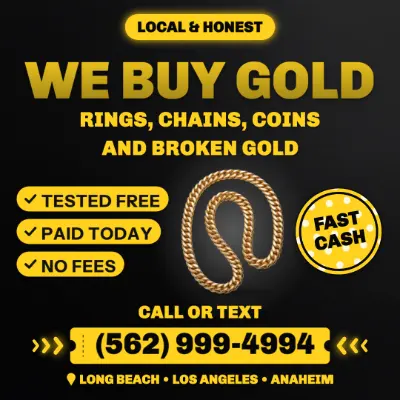 LOCAL & HONEST
WE BUY GOLD
RINGS, CHAINS, COINS
AND BROKEN GOLD
TESTED FREE
PAID TODAY
NO FEES
FAST
CASH
CALL OR TEXT
(562) 999-4994
LONG BEACH • LOS ANGELES • ANAHEIM